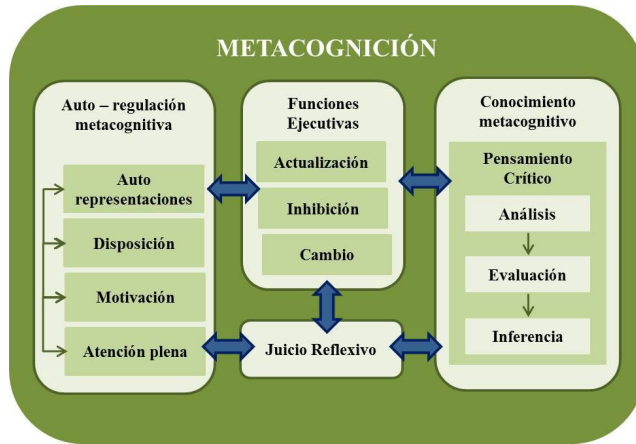 METACOGNICIÓN
Auto – regulación
metacognitiva
Auto
representaciones
Disposición
Motivación
Atención plena
Funciones
Ejecutivas
Actualización
Inhibición
Cambio
Juicio Reflexivo
Conocimiento
metacognitivo
Pensamiento
Crítico
Análisis
Evaluación
Inferencia